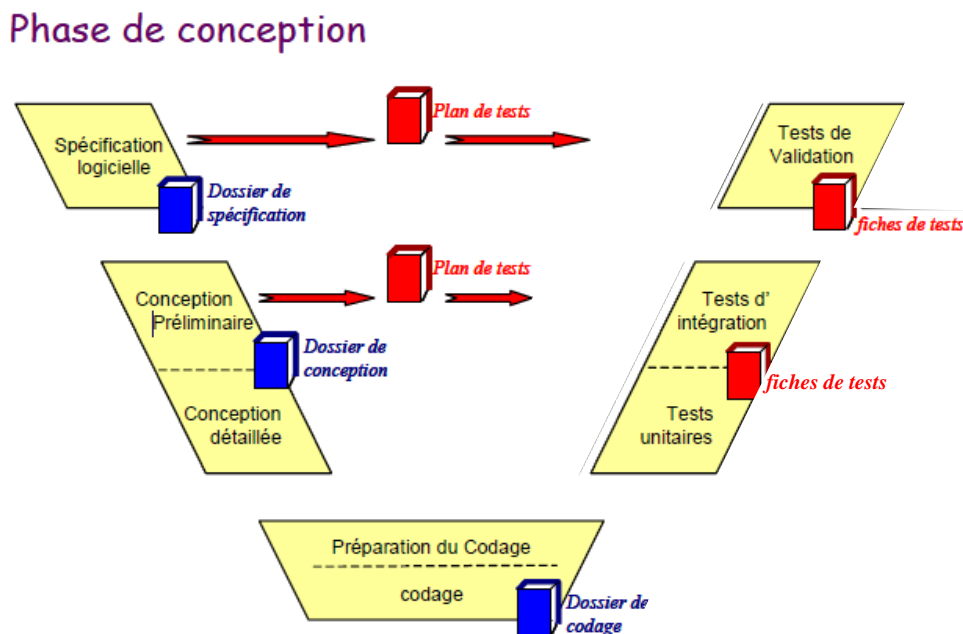 Phase de conception
Plan de tests
Spécification
logicielle
Tests de
Validation
Dossier de
spécification
fiches de tests
Plan de tests
Conception
Préliminaire
Tests d'
intégration
Dossier de
conception
fiches de tests
Conception
détaillée
Tests
unitaires
Préparation du Codage
codage
Dossier de
codage